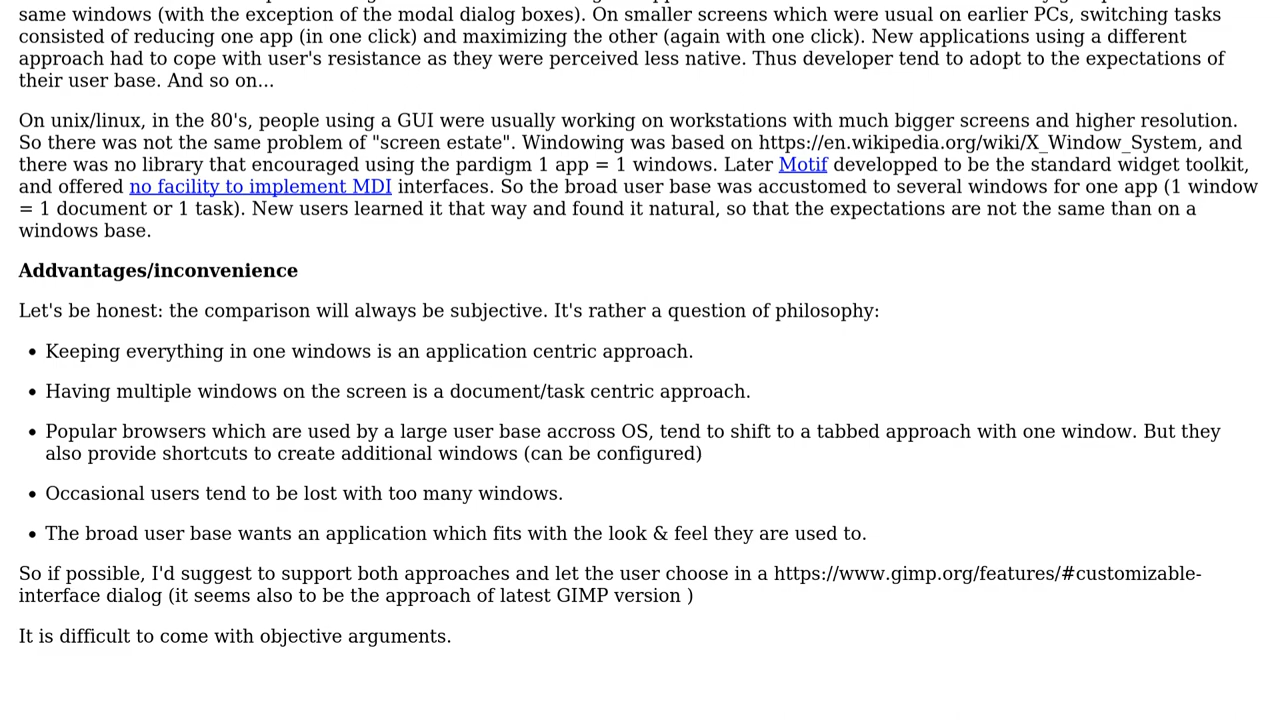 same windows (with the exception of the modal dialog boxes). On smaller screens which were usual on earlier PCs, switching tasks
consisted of reducing one app (in one click) and maximizing the other (again with one click). New applications using a different
approach had to cope with user's resistance as they were perceived less native. Thus developer tend to adopt to the expectations of
their user base. And so on...
On unix/linux, in the 80's, people using a GUI were usually working on workstations with much bigger screens and higher resolution.
So there was not the same problem of "screen estate". Windowing was based on https://en.wikipedia.org/wiki/X_Window_System, and
there was no library that encouraged using the pardigm 1 app = 1 windows. Later Motif developped to be the standard widget toolkit,
and offered no facility to implement MDI interfaces. So the broad user base was accustomed to several windows for one app (1 window
= 1 document or 1 task). New users learned it that way and found it natural, so that the expectations are not the same than on a
windows base.
Addvantages/inconvenience
Let's be honest: the comparison will always be subjective. It's rather a question of philosophy:
• Keeping everything in one windows is an application centric approach.
• Having multiple windows on the screen is a document/task centric approach.
• Popular browsers which are used by a large user base accross OS, tend to shift to a tabbed approach with one window. But they
also provide shortcuts to create additional windows (can be configured)
• Occasional users tend to be lost with too many windows.
• The broad user base wants an application which fits with the look & feel they are used to.
So if possible, I'd suggest to support both approaches and let the user choose in a https://www.gimp.org/features/#customizable-
interface dialog (it seems also to be the approach of latest GIMP version )
It is difficult to come with objective arguments.